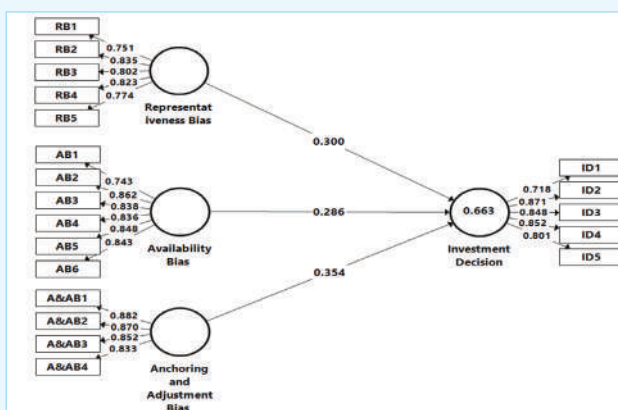 RB1
RB2
RB3
RB4
RB5
0.751
0.835
0.802
0.823
0.774
Representat
iveness Bias
0.300
AB1
AB2
AB3
AB4
AB5
AB6
0.743
0.862
0.838
0.836
0.848
0.843
Availability
Bias
0.286
A&AB1
A&AB2
A&AB3
A&AB4
0.882
0.870
0.852
0.833
Anchoring
and
Adjustment
Bias
0.354
0.663
Investment
Decision
0.718
0.871
0.848
0.852
0.801
ID1
ID2
ID3
ID4
ID5